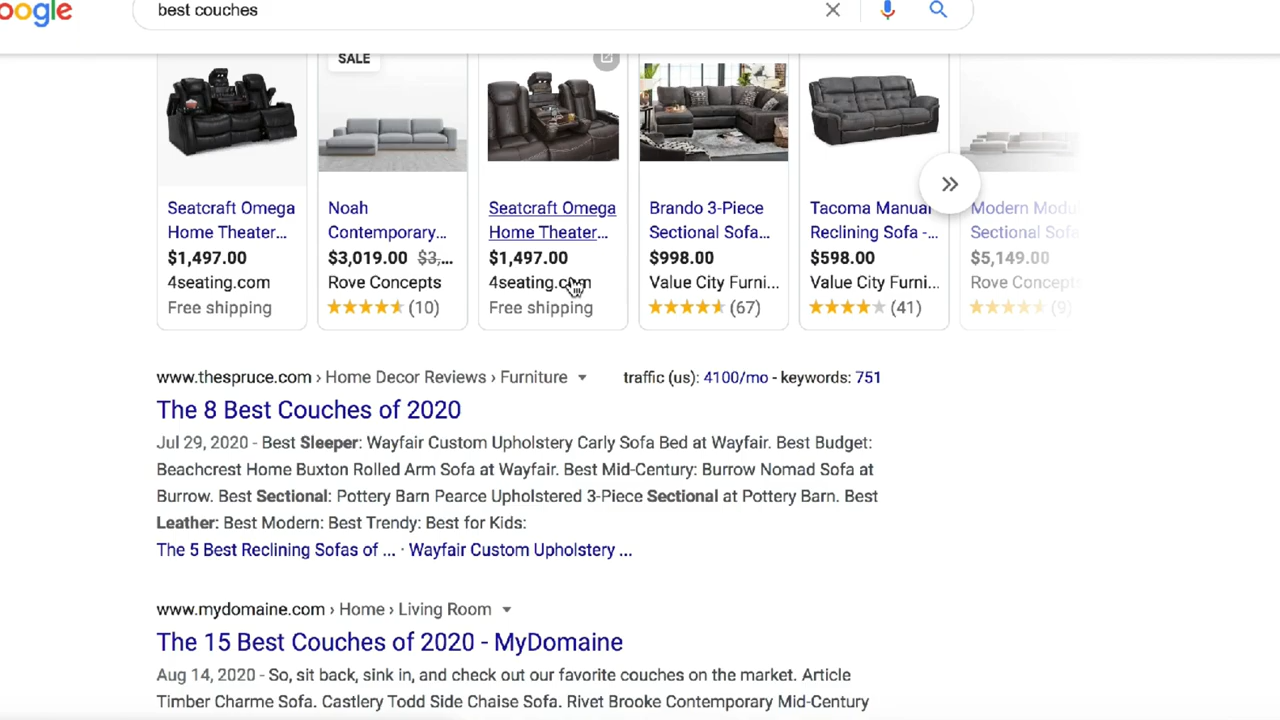 oogle
best couches
SALE
Seatcraft Omega
Home Theater...
$1,497.00
4seating.com
Free shipping
Noah
Contemporary...
$3,019.00 $3,...
Rove Concepts
(10)
Seatcraft Omega
Home Theater...
$1,497.00
4seating.com
Free shipping
Brando 3-Piece
Sectional Sofa...
$998.00
Value City Furni...
(67)
Tacoma Manual
Reclining Sofa -...
$598.00
Value City Furni...
(41)
Modern Modu
Sectional Sofa
$5,149.00
Rove Concepts
(9)
www.thespruce.com › Home Decor Reviews › Furniture traffic (us): 4100/mo - keywords: 751
The 8 Best Couches of 2020
Jul 29, 2020 - Best Sleeper: Wayfair Custom Upholstery Carly Sofa Bed at Wayfair. Best Budget:
Beachcrest Home Buxton Rolled Arm Sofa at Wayfair. Best Mid-Century: Burrow Nomad Sofa at
Burrow. Best Sectional: Pottery Barn Pearce Upholstered 3-Piece Sectional at Pottery Barn. Best
Leather: Best Modern: Best Trendy: Best for Kids:
The 5 Best Reclining Sofas of ... · Wayfair Custom Upholstery ...
www.mydomaine.com › Home › Living Room
The 15 Best Couches of 2020 - MyDomaine
Aug 14, 2020 - So, sit back, sink in, and check out our favorite couches on the market. Article
Timber Charme Sofa. Castlery Todd Side Chaise Sofa. Rivet Brooke Contemporary Mid-Century